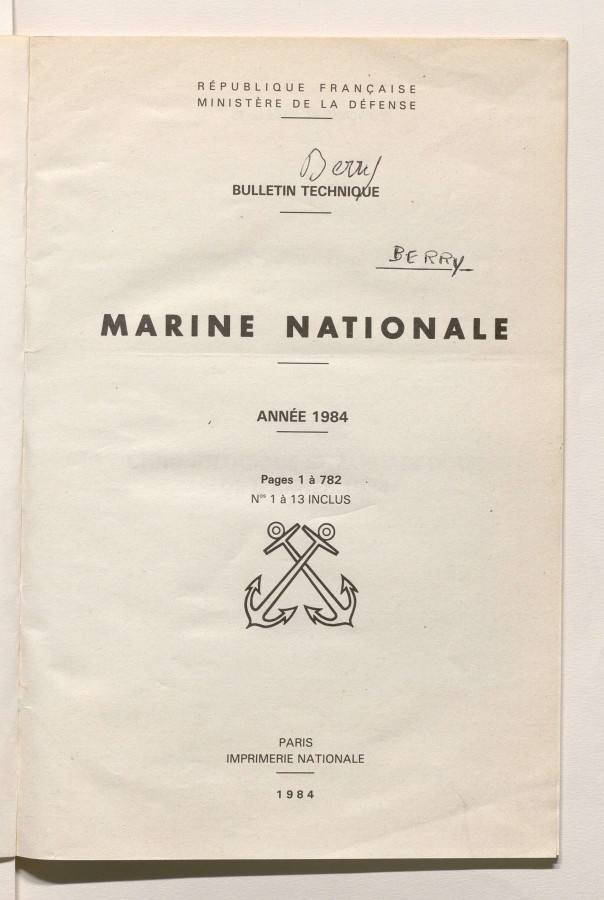 RÉPUBLIQUE FRANÇAISE
MINISTÈRE DE LA DÉFENSE
Berry
BULLETIN TECHNIQUE
BERRY
MARINE NATIONALE
ANNÉE 1984
Pages 1 à 782
Nos 1 à 13 INCLUS
PARIS
IMPRIMERIE NATIONALE
1984